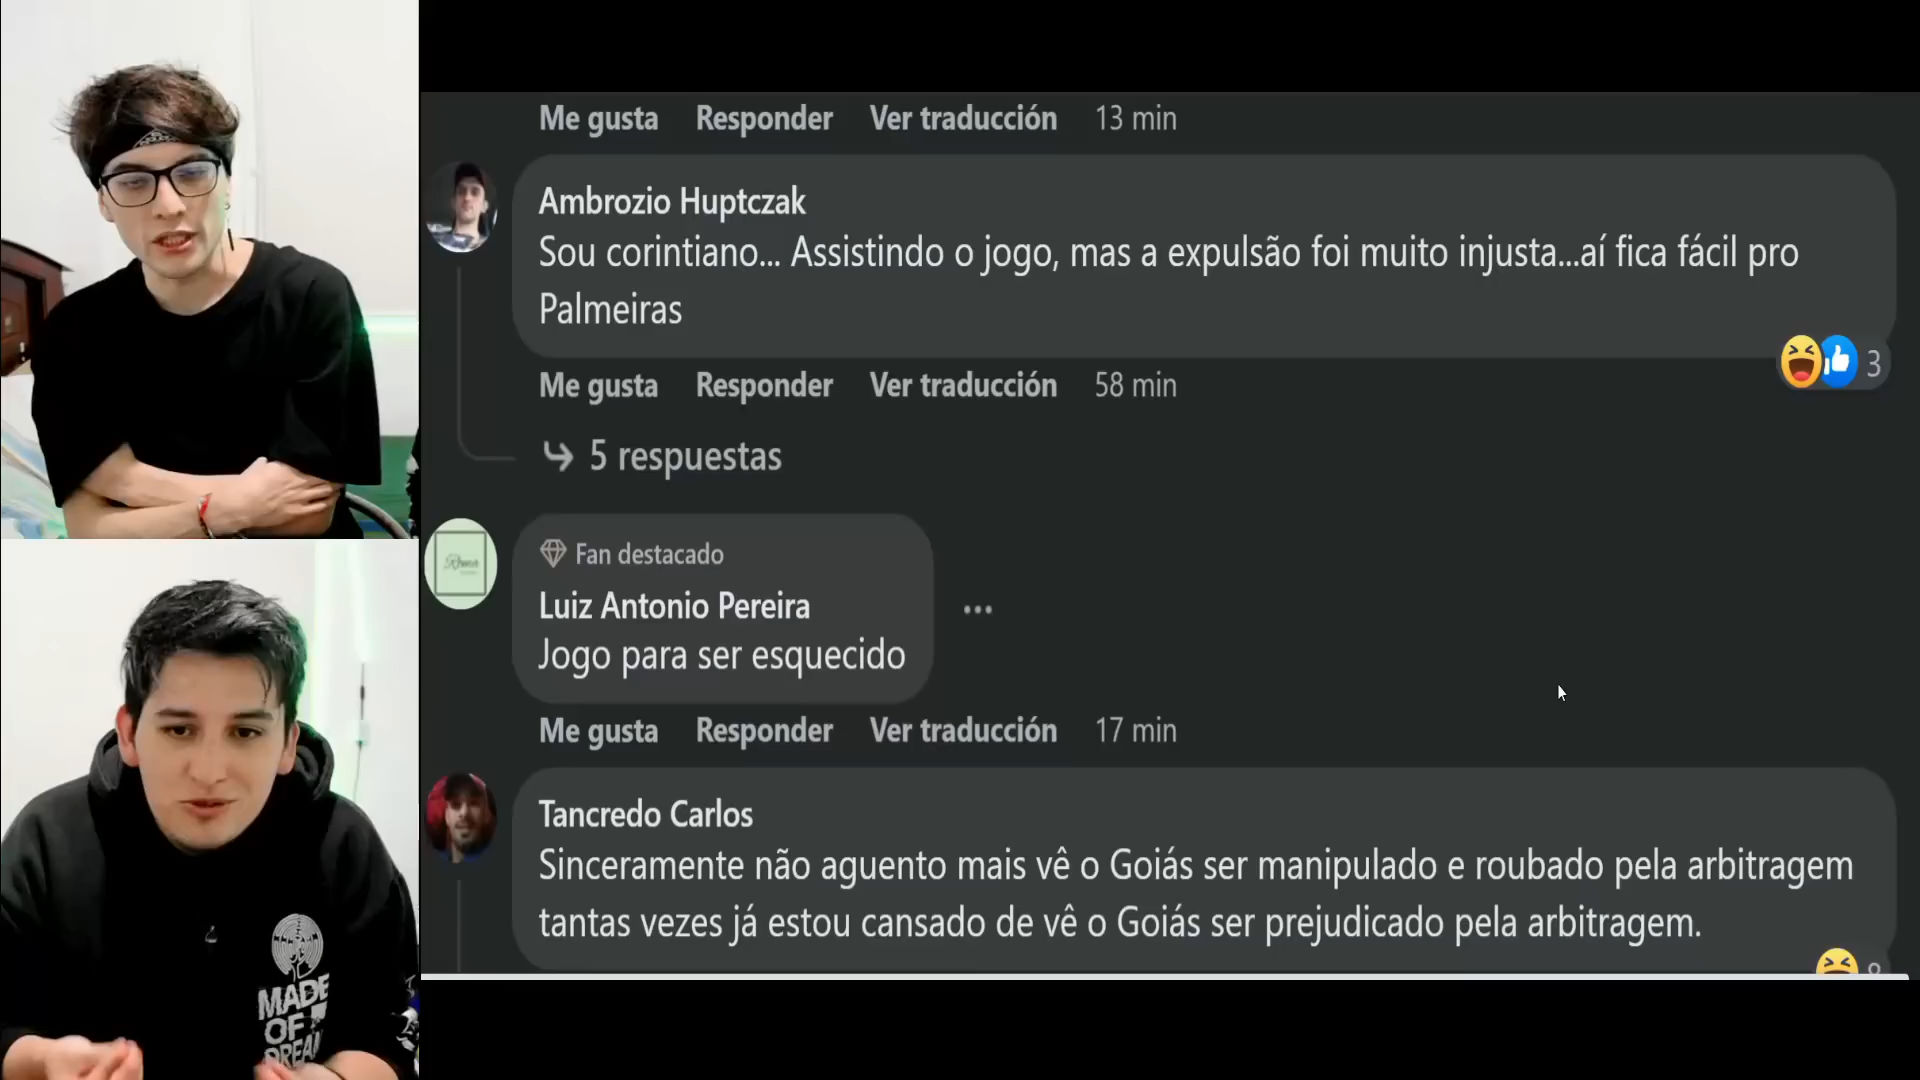 Me gusta Responder Ver traducción 13 min
Ambrozio Huptczak
Sou corintiano... Assistindo o jogo, mas a expulsão foi muito injusta...aí fica fácil pro
Palmeiras
3
Me gusta Responder Ver traducción 58 min
5 respuestas
Fan destacado
Luiz Antonio Pereira
Jogo para ser esquecido
Me gusta Responder Ver traducción 17 min
Tancredo Carlos
Sinceramente não aguento mais vê o Goiás ser manipulado e roubado pela arbitragem
tantas vezes já estou cansado de vê o Goiás ser prejudicado pela arbitragem.
MADE
OF